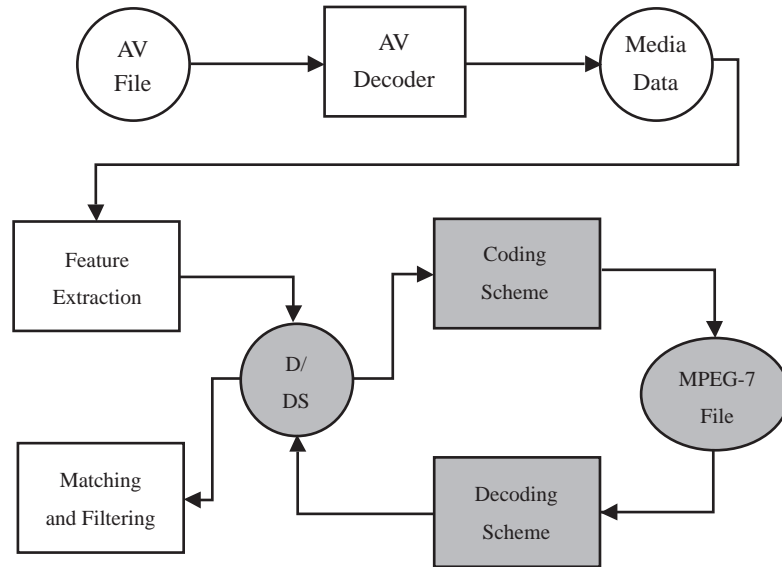 AV
File
AV
Decoder
Media
Data
Feature
Extraction
Coding
Scheme
D/
DS
MPEG-7
File
Matching
and Filtering
Decoding
Scheme